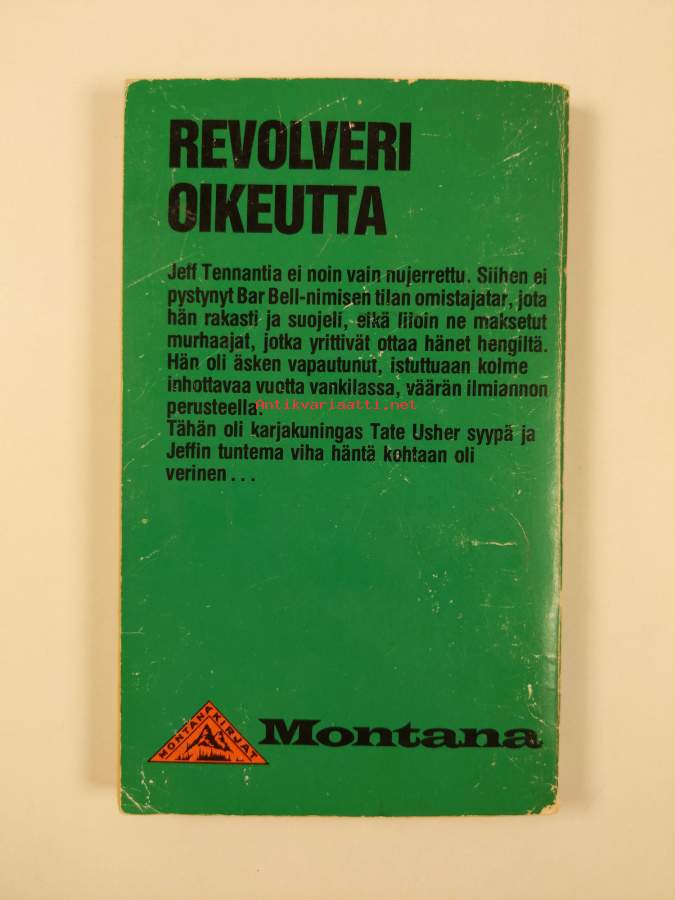 REVOLVERI
OIKEUTTA
Jeff Tennantia ei noin vain nujerrettu. Siihen ei
pystynyt Bar Bell-nimisen tilan omistajatar, jota
hän rakasti ja suojeli, eikä liioin ne maksetut
murhaajat, jotka yrittivät ottaa hänet hengiltä.
Hän oli äsken vapautunut, istuttuaan kolme
inhottavaa vuotta vankilassa, väärän ilmiannon
perusteella.
Antikvariaatti.net
Tähän oli karjakuningas Tate Usher syypä ja
Jeffin tuntema viha häntä kohtaan oli
verinen . . .
MONTANA KIRJAT
Montana